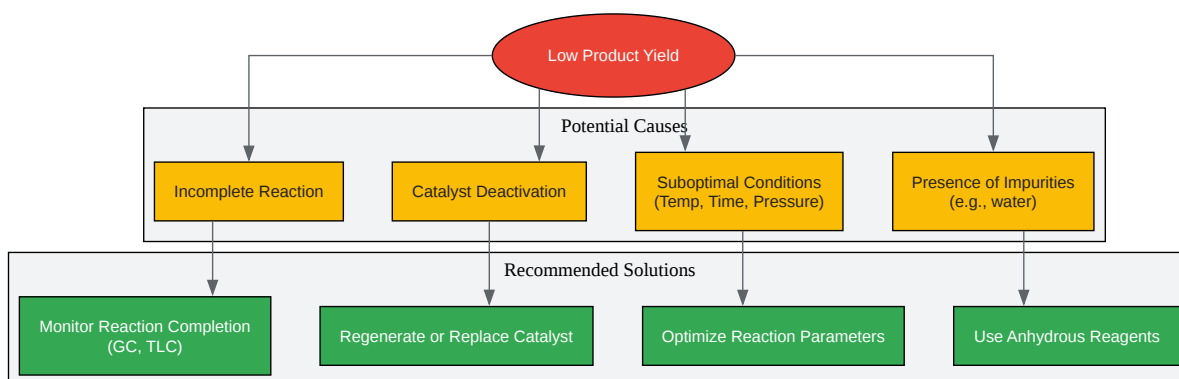 Low Product Yield
Potential Causes
Incomplete Reaction
Catalyst Deactivation
Suboptimal Conditions
(Temp, Time, Pressure)
Presence of Impurities
(e.g., water)
Recommended Solutions
Monitor Reaction Completion
(GC, TLC)
Regenerate or Replace Catalyst
Optimize Reaction Parameters
Use Anhydrous Reagents